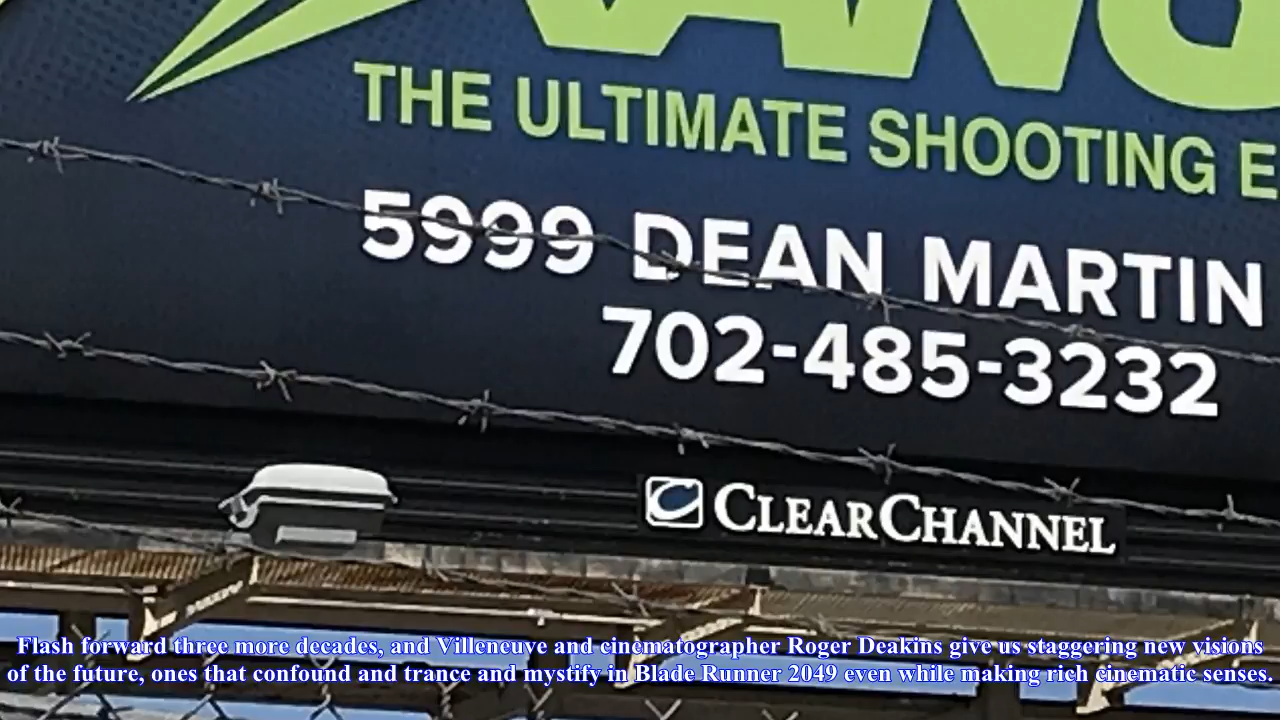 THE ULTIMATE SHOOTING
5999 DEAN MARTIN
702-485-3232
CLEARCHANNEL
Flash forward three more decades, and Villeneuve and cinematographer Roger Deakins give us staggering new visions
of the future, ones that confound and trance and mystify in Blade Runner 2049 even while making rich cinematic senses.